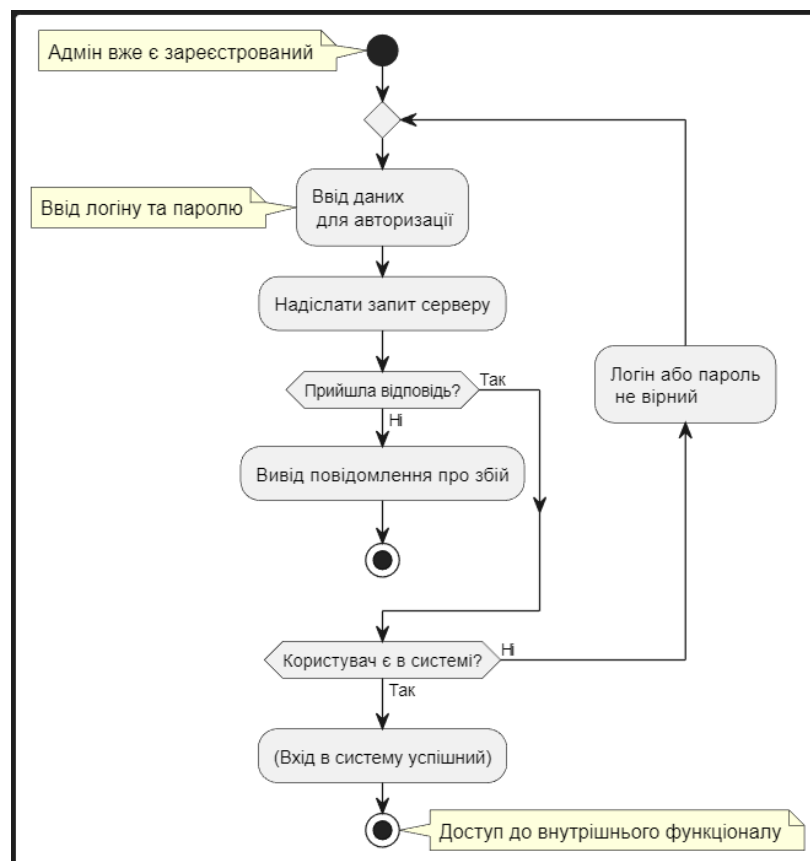 Адмін вже є зареєстрований
Ввід даних
для авторизації
Ввід логіну та паролю
Надіслати запит серверу
Прийшла відповідь?
Так
Ні
Логін або пароль
не вірний
Вивід повідомлення про збій
Користувач є в системі?
Ні
Так
(Вхід в систему успішний)
Доступ до внутрішнього функціоналу